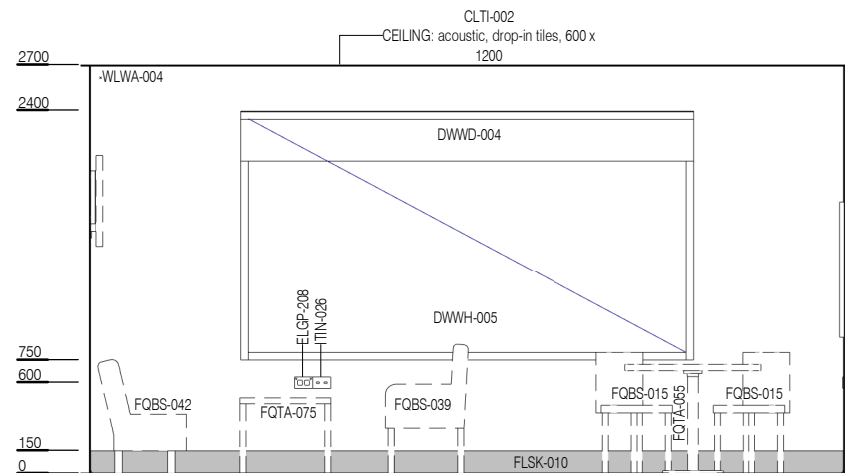 CLTI-002
CEILING: acoustic, drop-in tiles, 600 x
1200
2700
-WLWA-004
2400
DWWD-004
ELGP-208
ITIN-026
DWWH-005
750
600
FQBS-042
FQTA-075
FQBS-039
FQBS-015
FQTA-055
FQBS-015
150
FLSK-010
0